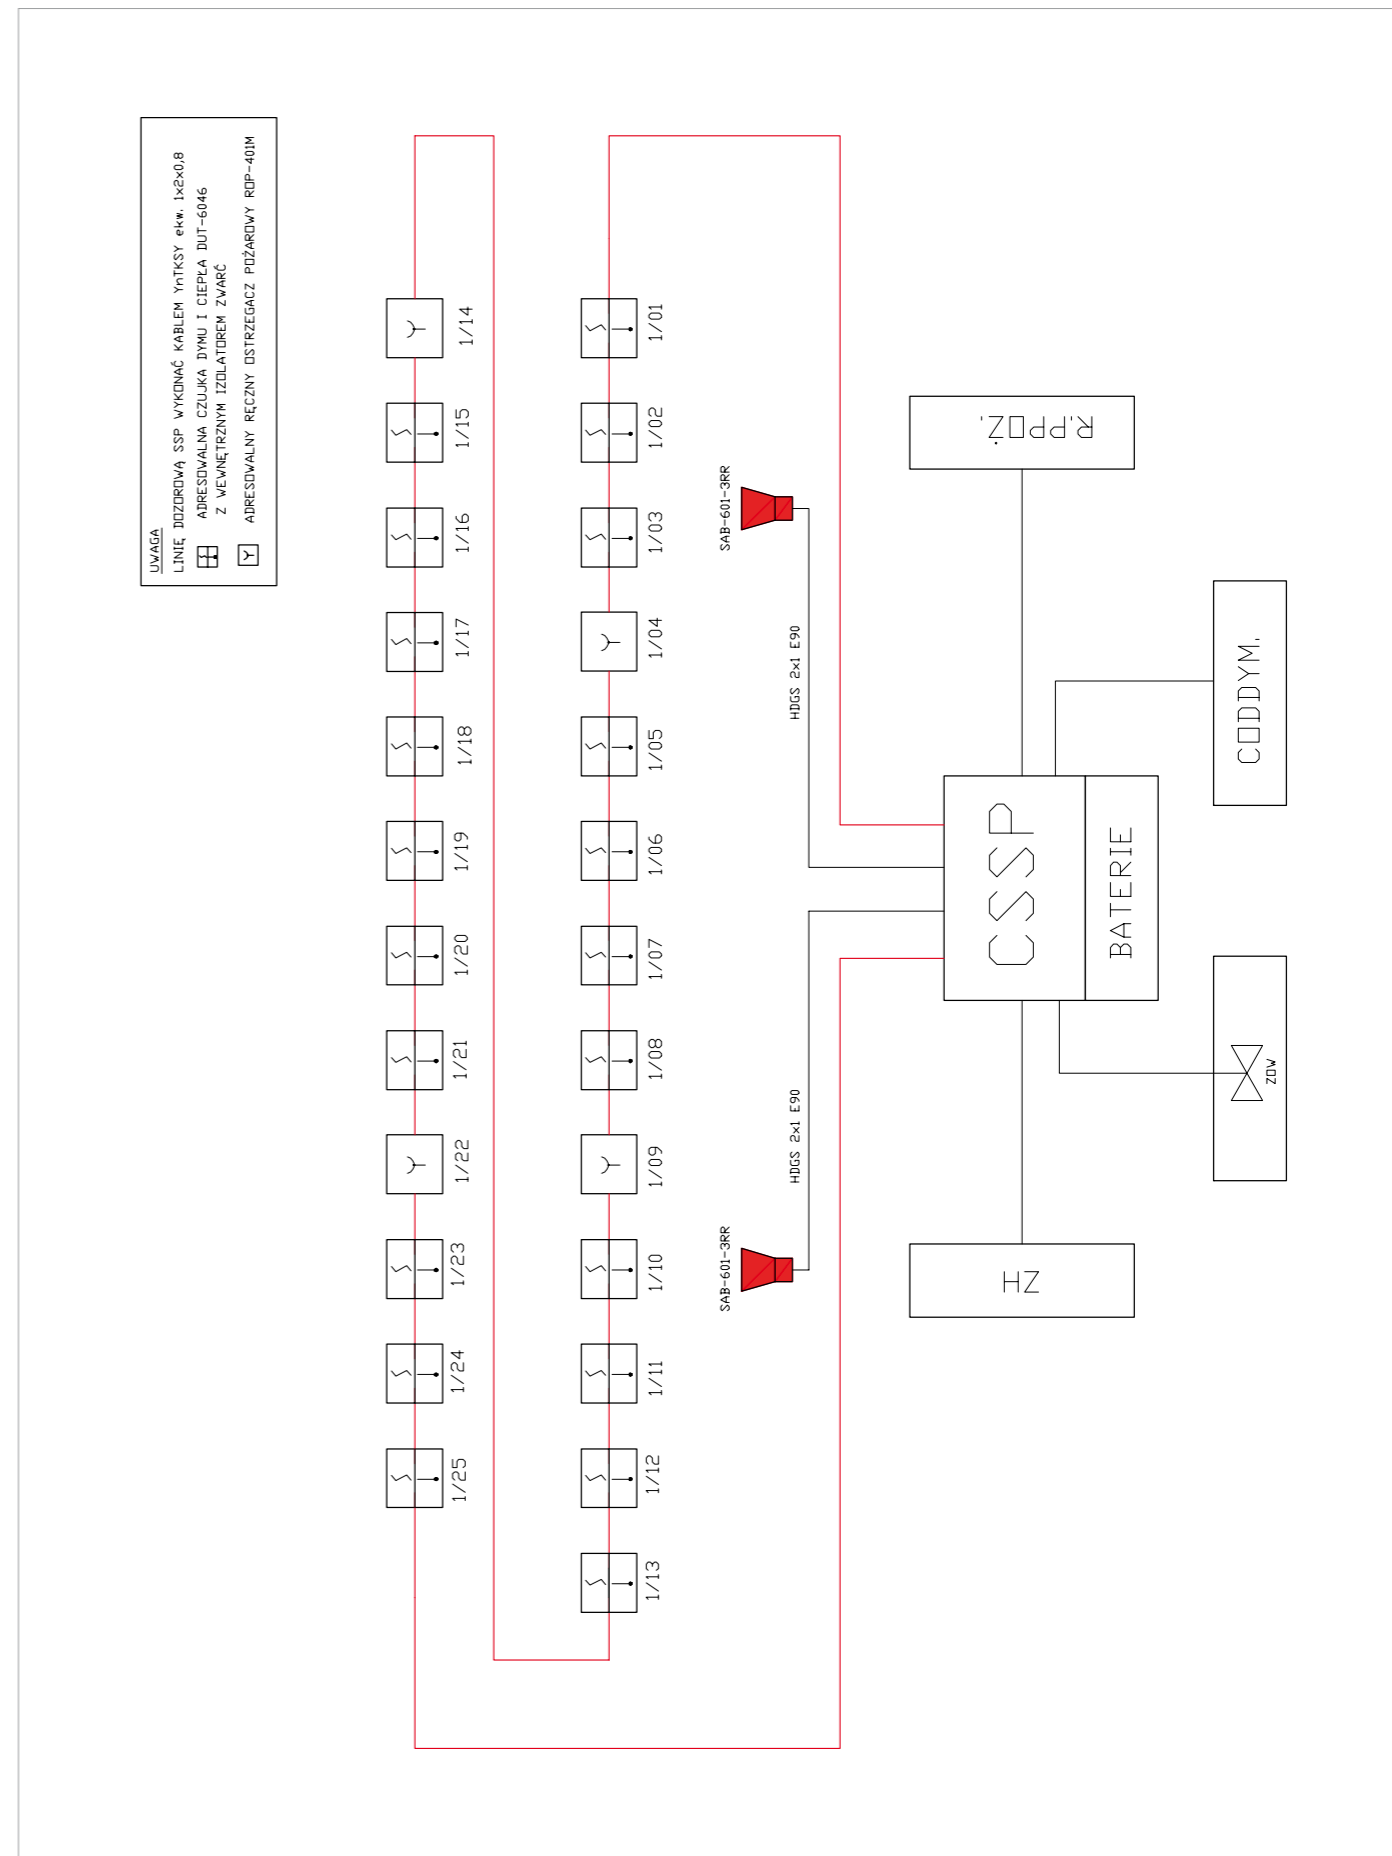 UWAGA
LINIĘ DOZOROWĄ SSP WYKONAĆ KABLEM YnTKSY ekw. 1x2x0,8
ADRESOWALNA CZUJKA DYMU I CIEPŁA DUT-6046
Z WEWNĘTRZNYM IZOLATOREM ZWARĆ
ADRESOWALNY RĘCZNY OSTRZEGACZ POŻAROWY ROP-401M
1/25
1/24
1/23
1/22
1/21
1/20
1/19
1/18
1/17
1/16
1/15
1/14
1/13
1/12
1/11
1/10
1/09
1/08
1/07
1/06
1/05
1/04
1/03
1/02
1/01
SAB-601-3RR
SAB-601-3RR
HDGS 2x1 E90
HDGS 2x1 E90
ZH
CSSP
R.PPOŻ.
BATERIE
ZOW
CODDYM.